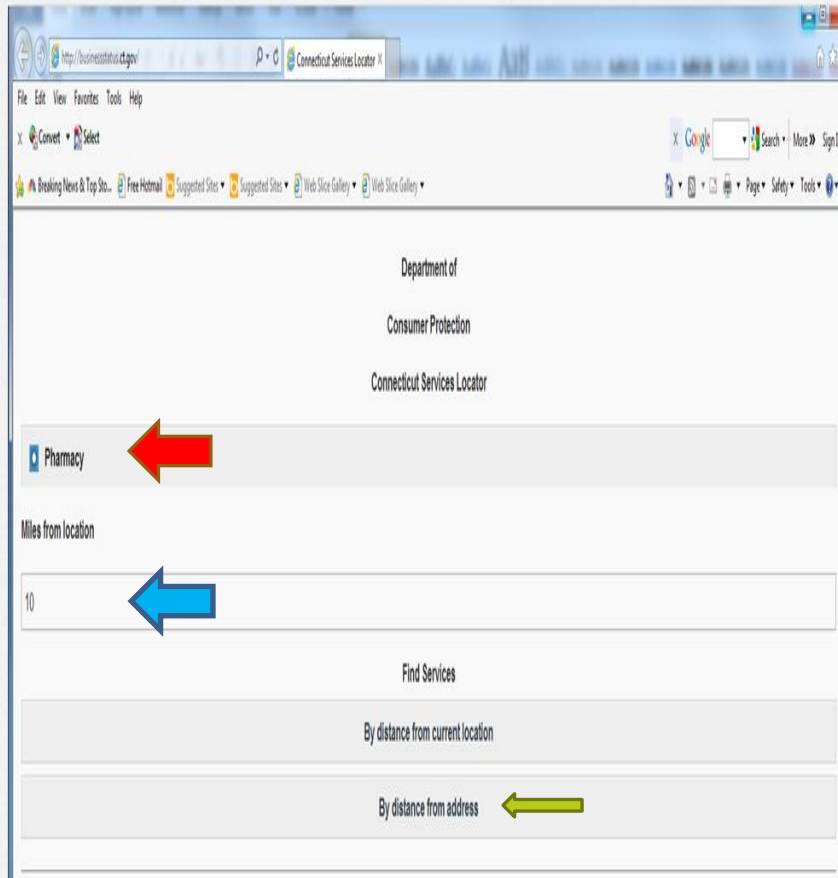 http://businessstatus.ct.gov/
Connecticut Services Locator X
File Edit View Favorites Tools Help
X Convert Select
X Google Search More >> Sign I
Breaking News & Top Sto... Free Hotmail Suggested Sites Suggested Sites Web Slice Gallery Web Slice Gallery
Page Safety Tools
Department of
Consumer Protection
Connecticut Services Locator
Pharmacy
Miles from location
10
Find Services
By distance from current location
By distance from address